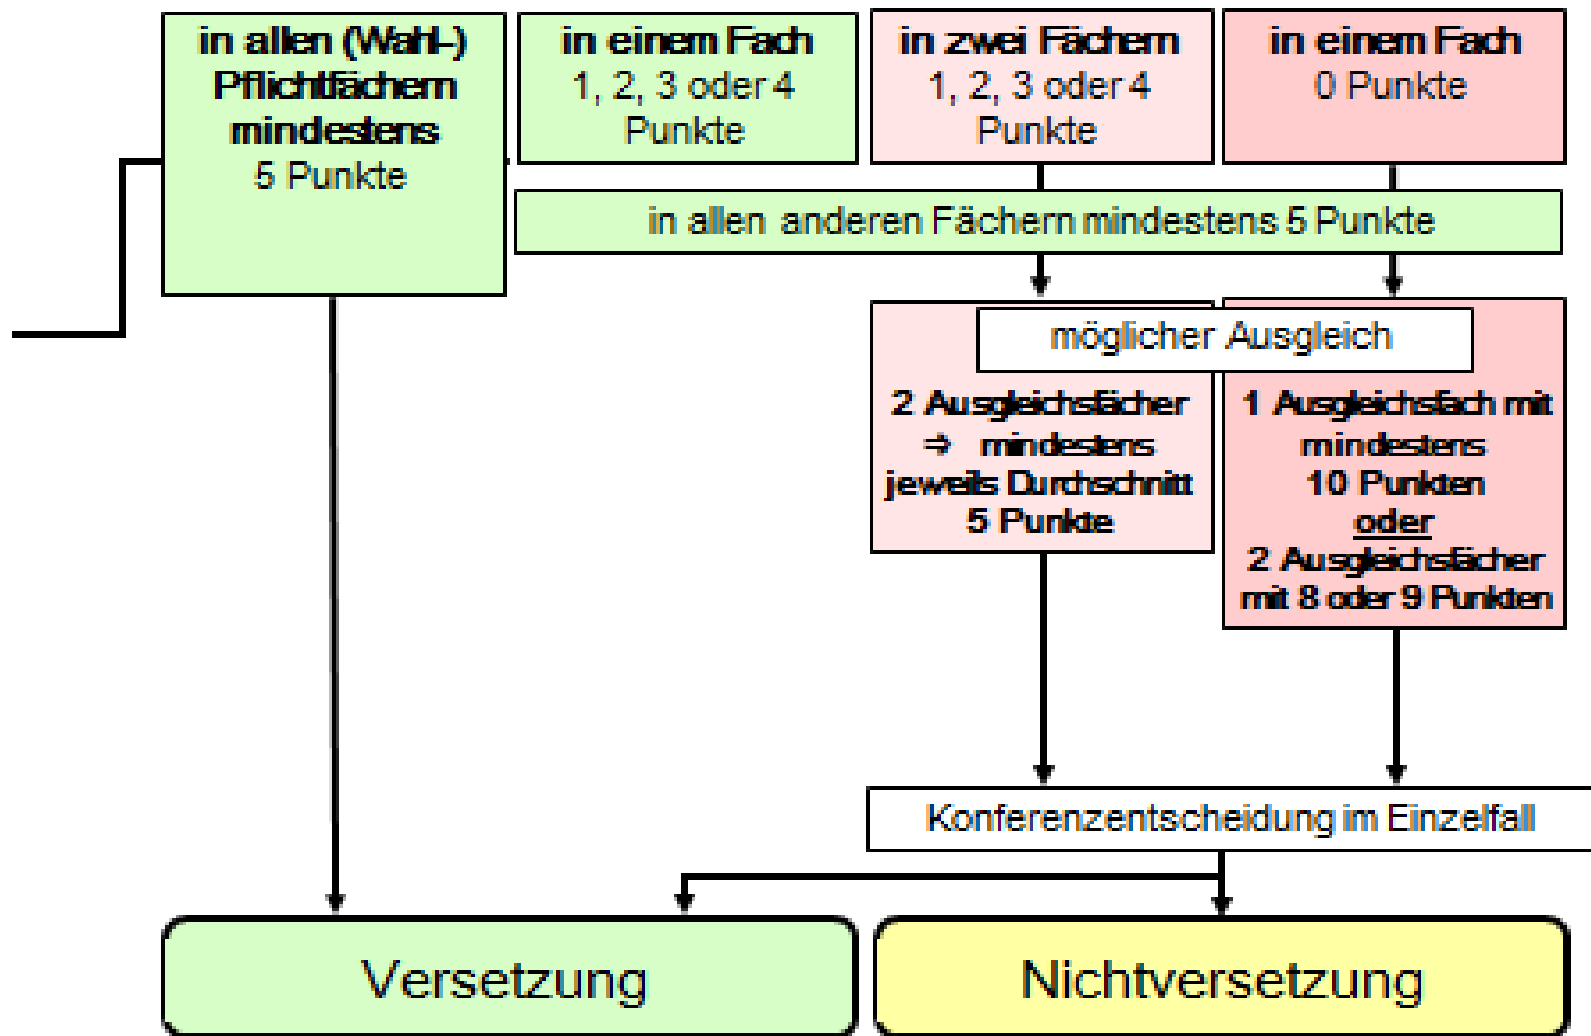 in allen (Wahl-)
Pflichtfächern
mindestens
5 Punkte
in einem Fach
1, 2, 3 oder 4
Punkte
in zwei Fächern
1, 2, 3 oder 4
Punkte
in einem Fach
0 Punkte
in allen anderen Fächern mindestens 5 Punkte
möglicher Ausgleich
2 Ausgleichsfächer
⇒ mindestens
jeweils Durchschnitt
5 Punkte
1 Ausgleichsfach mit
mindestens
10 Punkten
oder
2 Ausgleichsfächer
mit 8 oder 9 Punkten
Konferenzentscheidung im Einzelfall
Versetzung
Nichtversetzung